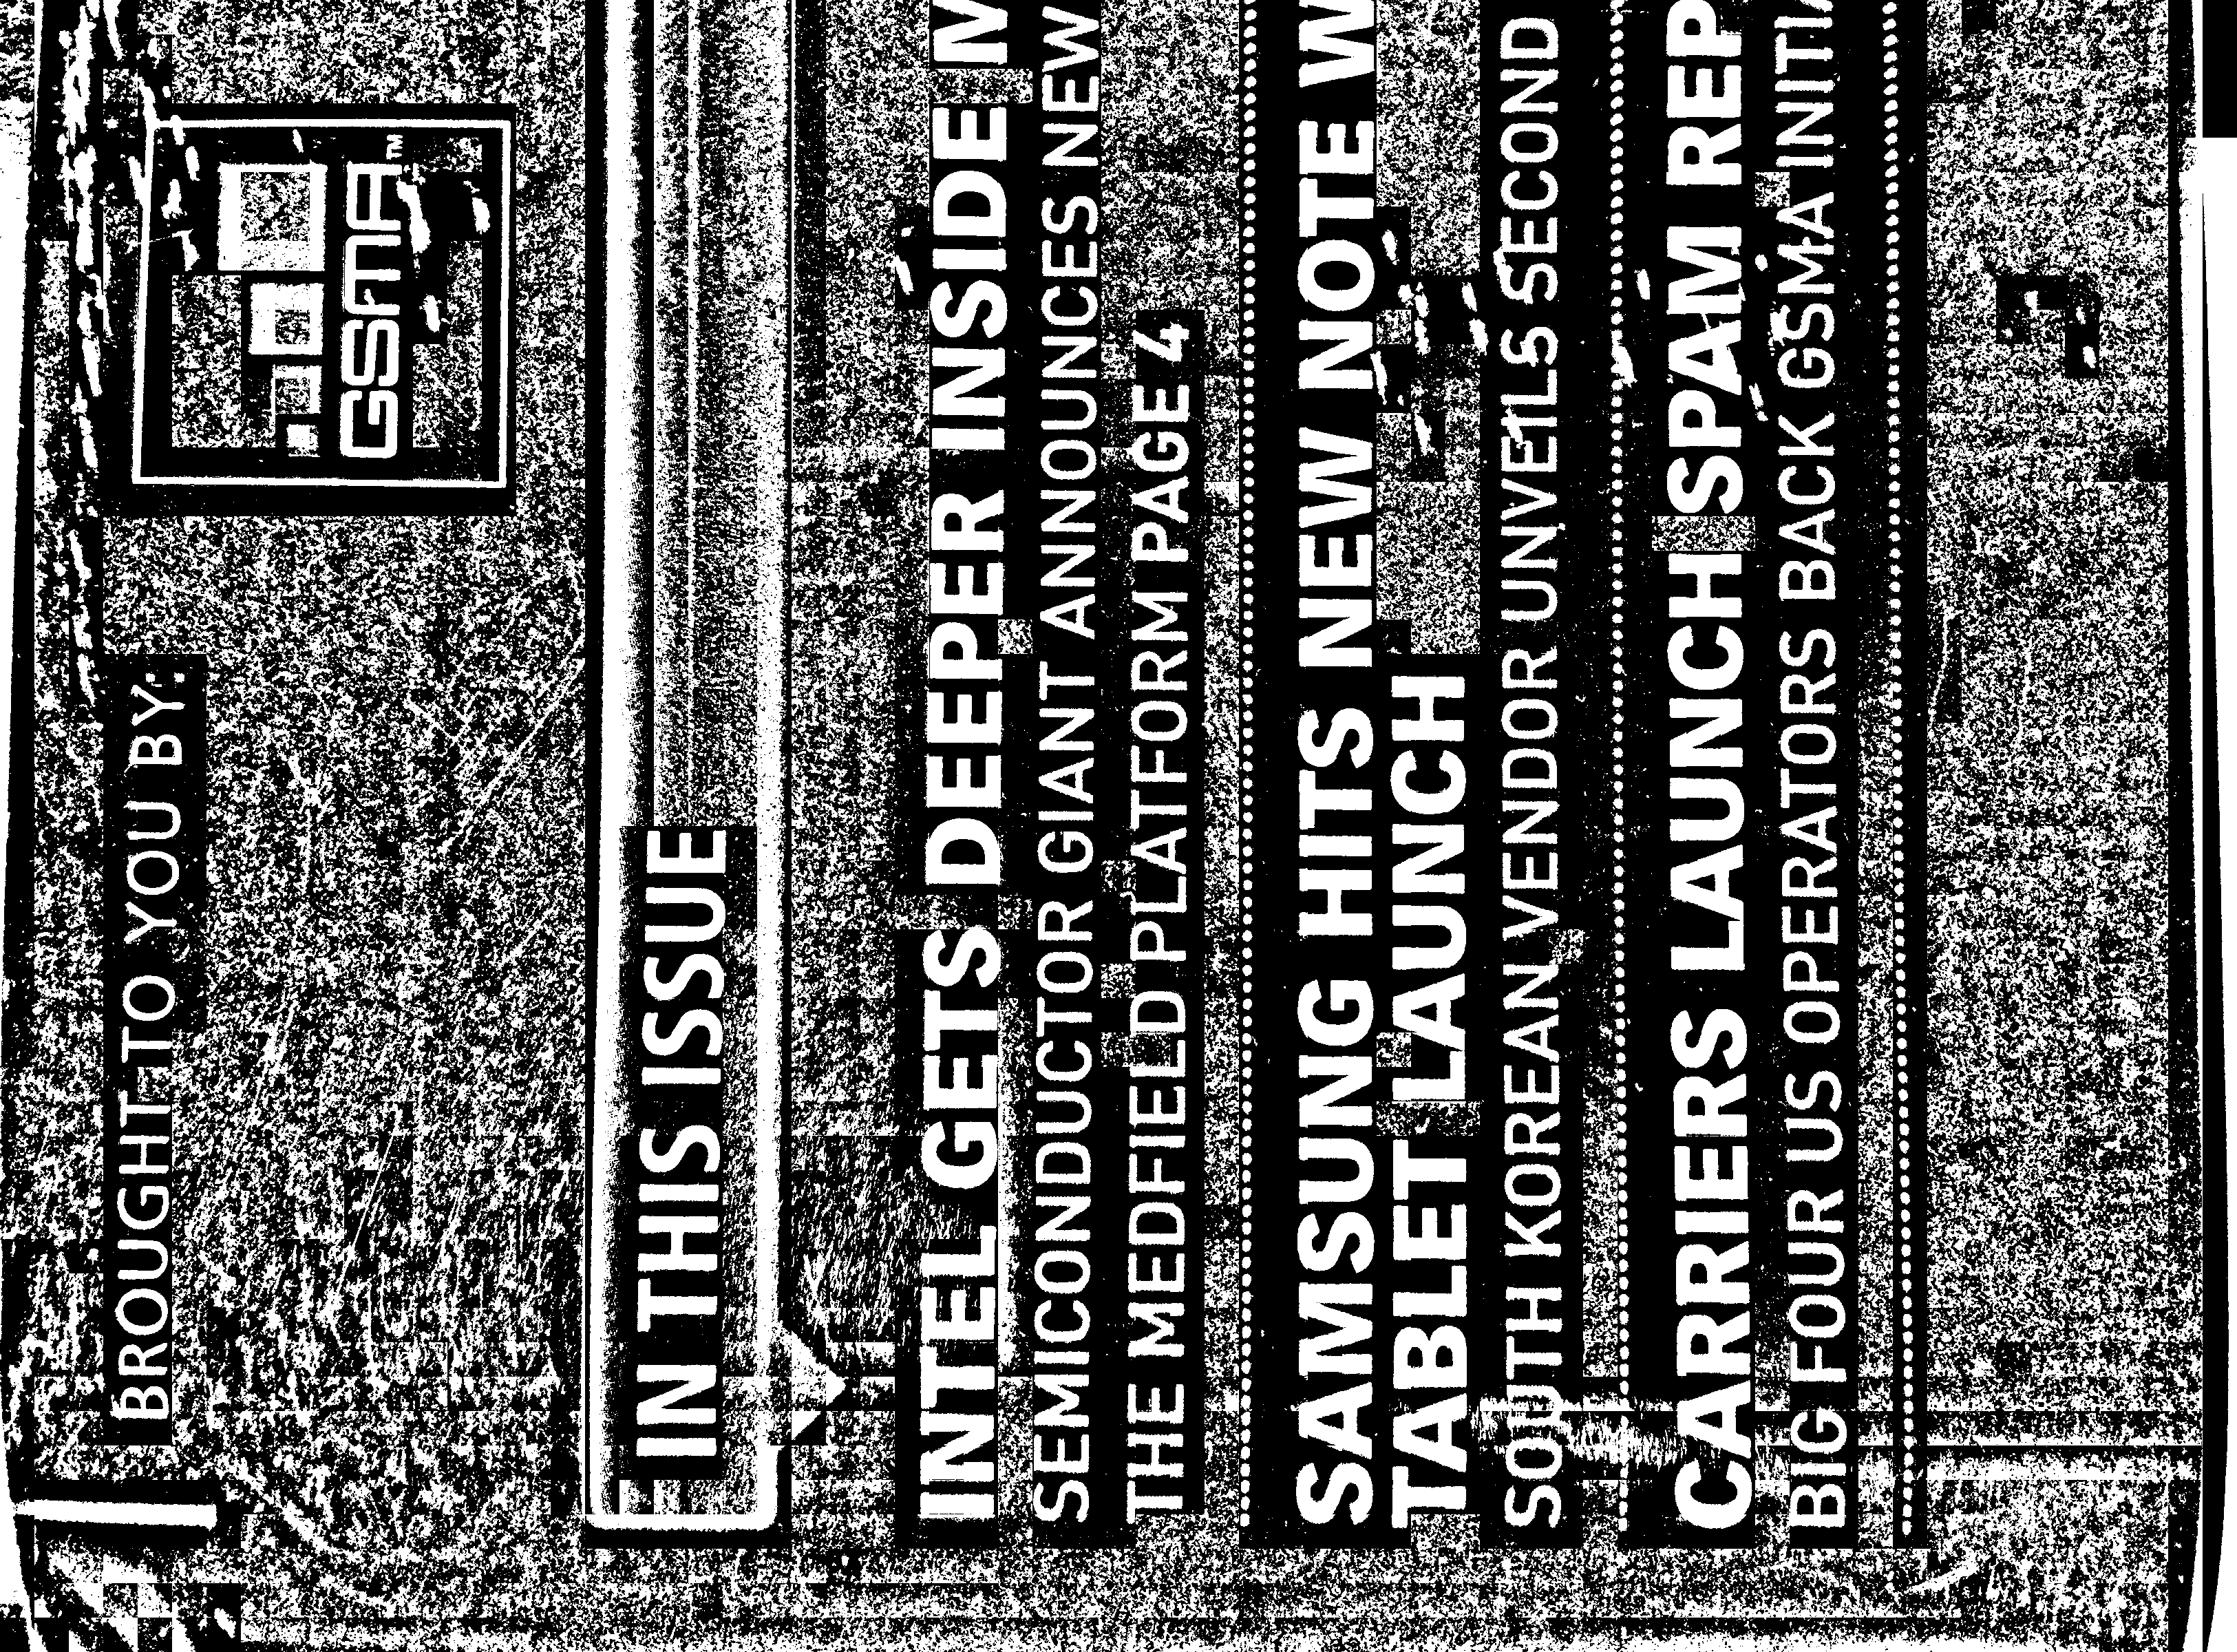 BROUGHT TO YOU BY:
GSMA™
IN THIS ISSUE
INTEL GETS DEEPER INSIDE
SEMICONDUCTOR GIANT ANNOUNCES NEW
THE MEDFIELD PLATFORM PAGE 4
SAMSUNG HITS NEW NOTE W
TABLET LAUNCH
SOUTH KOREAN VENDOR UNVEILS SECOND
CARRIERS LAUNCH SPAM REP
BIG FOUR US OPERATORS BACK GSMA INITI